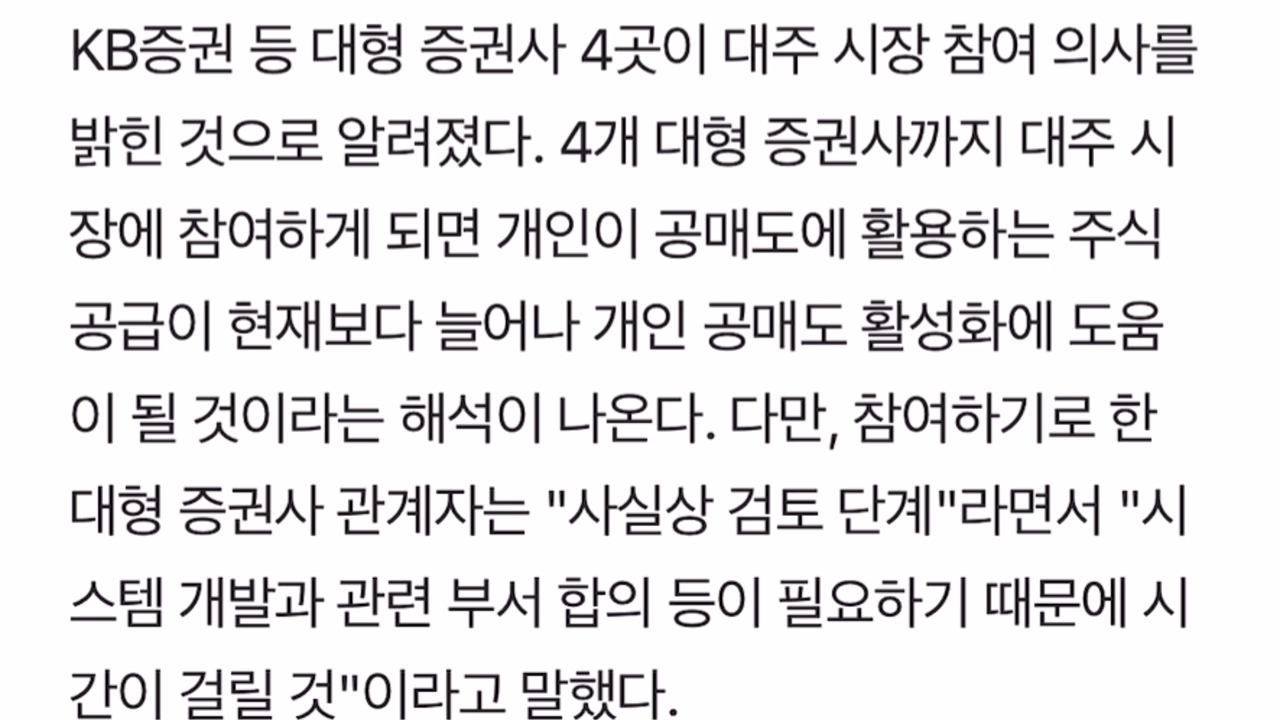 KB증권 등 대형 증권사 4곳이 대주 시장 참여 의사를
밝힌 것으로 알려졌다. 4개 대형 증권사까지 대주 시
장에 참여하게 되면 개인이 공매도에 활용하는 주식
공급이 현재보다 늘어나 개인 공매도 활성화에 도움
이 될 것이라는 해석이 나온다. 다만, 참여하기로 한
대형 증권사 관계자는 "사실상 검토 단계"라면서 "시
스템 개발과 관련 부서 합의 등이 필요하기 때문에 시
간이 걸릴 것"이라고 말했다.